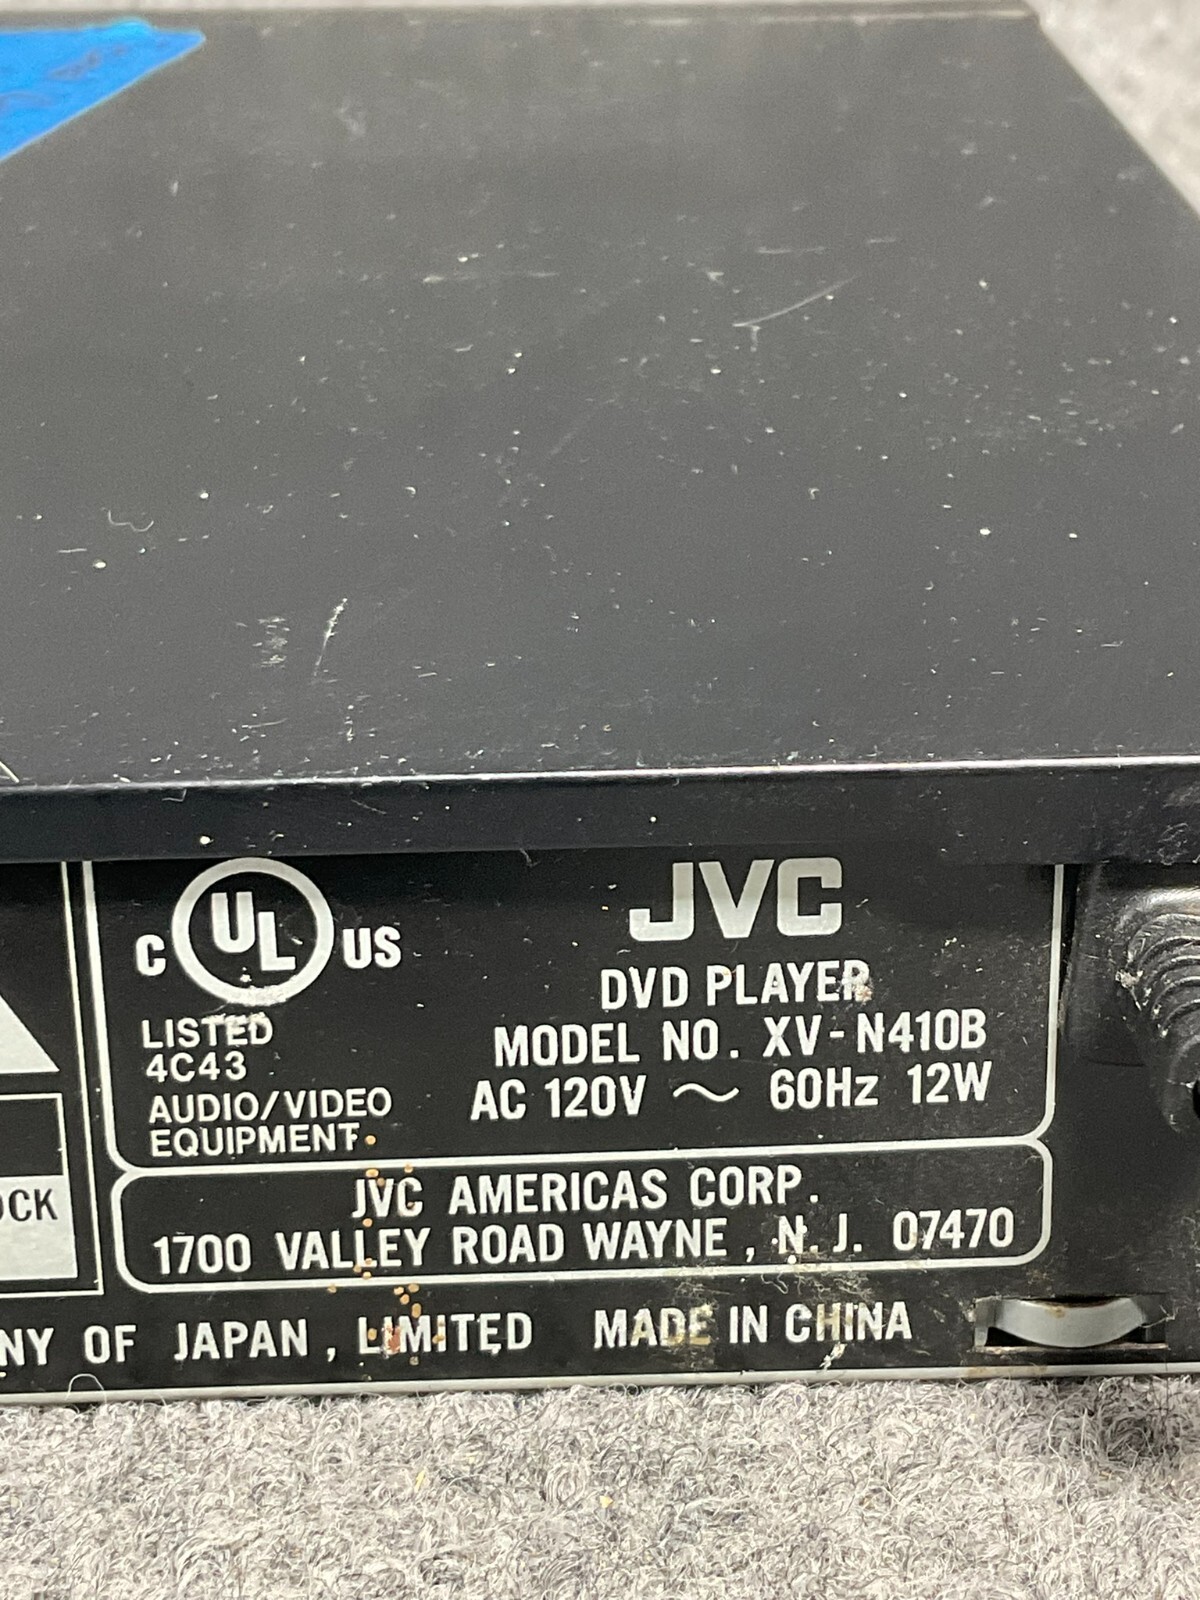 C UL US
LISTED
4C43
AUDIO/VIDEO
EQUIPMENT
JVC
DVD PLAYER
MODEL NO. XV-N410B
AC 120V ~ 60Hz 12W
JVC AMERICAS CORP.
1700 VALLEY ROAD WAYNE, N.J. 07470
OCK
NY OF JAPAN, LIMITED MADE IN CHINA